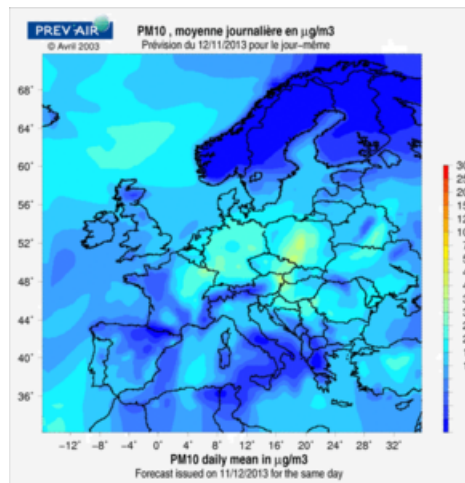 PREV'AIR
© Avril 2003
PM10 , moyenne journalière en µg/m3
Prévision du 12/11/2013 pour le jour-même
68°
64°
60°
56°
52°
48°
44°
40°
36°
-12° -8° -4° 0° 4° 8° 12° 16° 20° 24° 28° 32°
PM10 daily mean in µg/m3
Forecast issued on 11/12/2013 for the same day